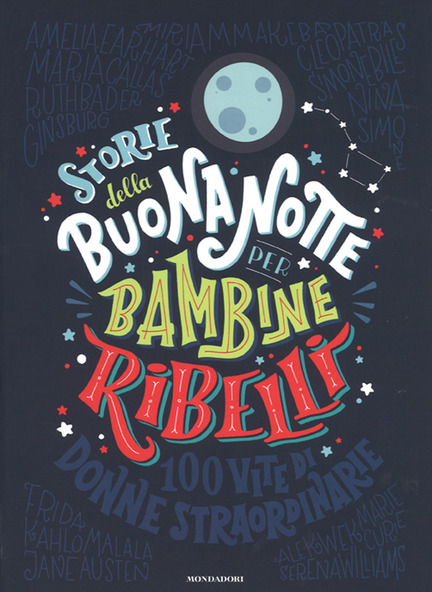 AMELIA EARHART
MARIA CALLAS
RUTH BADER
GINSBURG
MIRIAM MAKEBA
CLEOPATRA
SIMONE BILES
NINA
SIMONE
STORIE
della
BUONANOTTE
PER
BAMBINE
RIBELLI
100 VITE DI
DONNE STRAORDINARIE
FRIDA
KAHLO MALALA
JANE AUSTEN
ALEK WEK MARIE
CURIE
SERENA WILLIAMS
MONDADORI